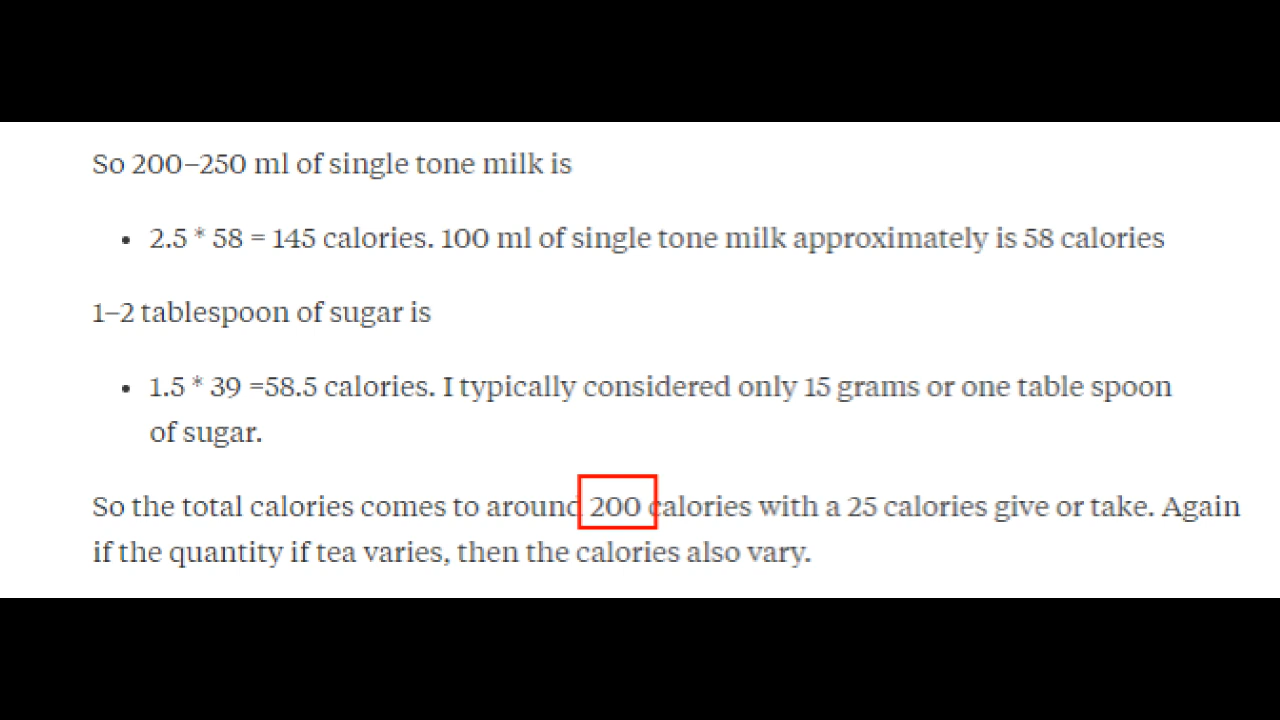 So 200–250 ml of single tone milk is
• 2.5 * 58 = 145 calories. 100 ml of single tone milk approximately is 58 calories
1–2 tablespoon of sugar is
• 1.5 * 39 =58.5 calories. I typically considered only 15 grams or one table spoon
of sugar.
So the total calories comes to around 200 calories with a 25 calories give or take. Again
if the quantity if tea varies, then the calories also vary.